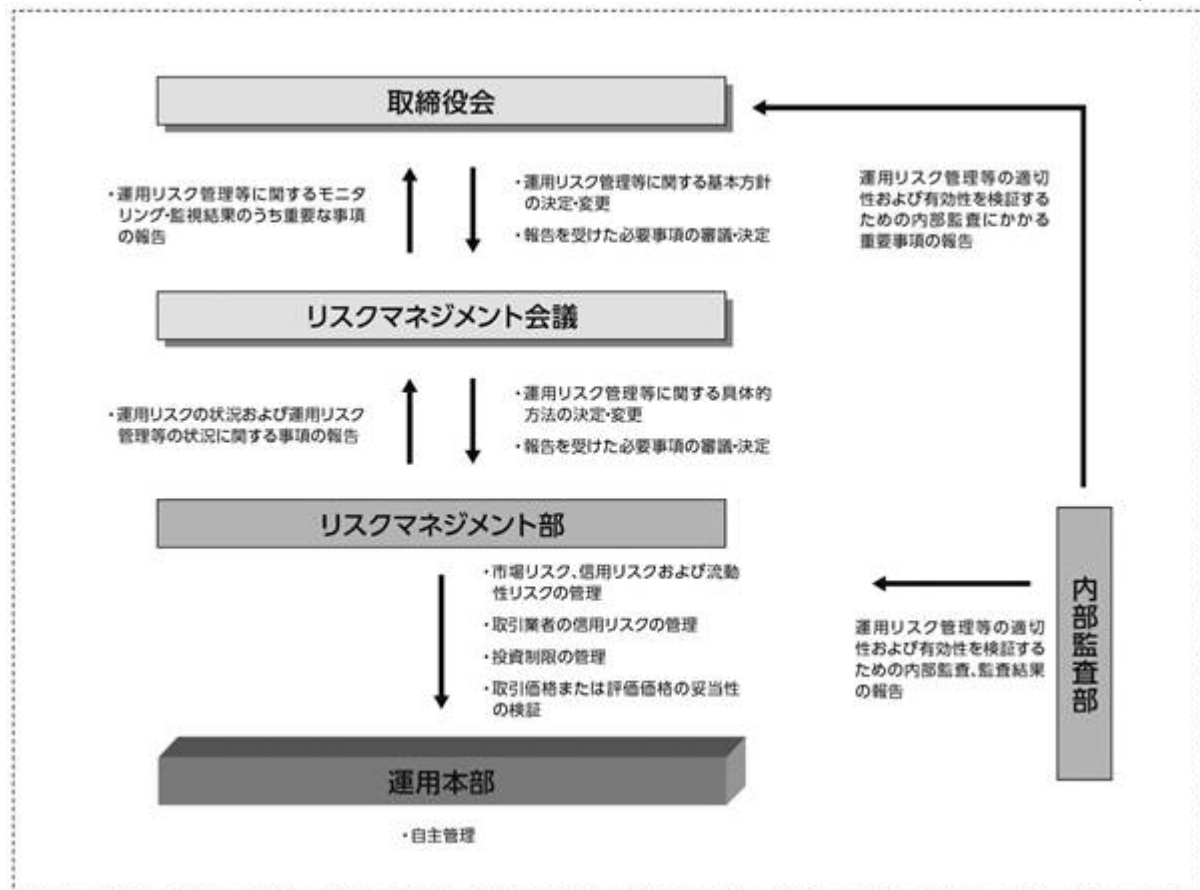 取締役会
・運用リスク管理等に関するモニタ
リング・監視結果のうち重要な事項
の報告
・運用リスク管理等に関する基本方針
の決定・変更
・報告を受けた必要事項の審議・決定
運用リスク管理等の適切
性および有効性を検証する
ための内部監査にかかる
重要事項の報告
リスクマネジメント会議
・運用リスクの状況および運用リスク
管理等の状況に関する事項の報告
・運用リスク管理等に関する具体的
方法の決定・変更
・報告を受けた必要事項の審議・決定
リスクマネジメント部
・市場リスク、信用リスクおよび流動
性リスクの管理
・取引業者の信用リスクの管理
・投資制限の管理
・取引価格または評価価格の妥当性
の検証
運用リスク管理等の適切
性および有効性を検証する
ための内部監査、監査結果
の報告
内部監査部
運用本部
・自主管理